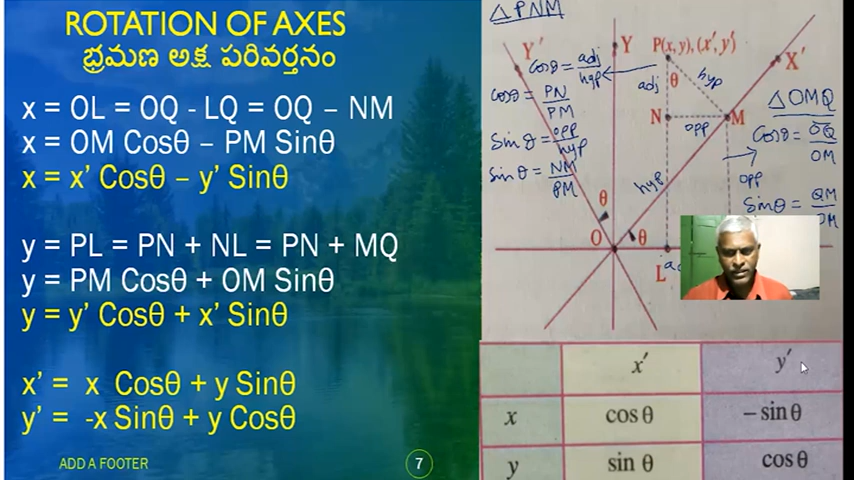 ROTATION OF AXES
భ్రమణ అక్ష పరివర్తనం
x = OL = OQ - LQ = OQ – NM
x = OM Cosθ – PM Sinθ
x = x’ Cosθ – y’ Sinθ
y = PL = PN + NL = PN + MQ
y = PM Cosθ + OM Sinθ
y = y’ Cosθ + x’ Sinθ
x’ = x Cosθ + y Sinθ
y’ = -x Sinθ + y Cosθ
ADD A FOOTER
7
△PNM
Y′
Y
P(x, y), (x′, y′)
X′
Cosθ = adj/hyp
adj
θ
hyp
Cosθ = PN/PM
N
M
opp
△OMQ
Cosθ = OQ/OM
Sinθ = opp/hyp
Sinθ = NM/PM
hyp
opp
Sinθ = QM/OM
θ
O
θ
L
x′ y′
x cos θ – sin θ
y sin θ cos θ